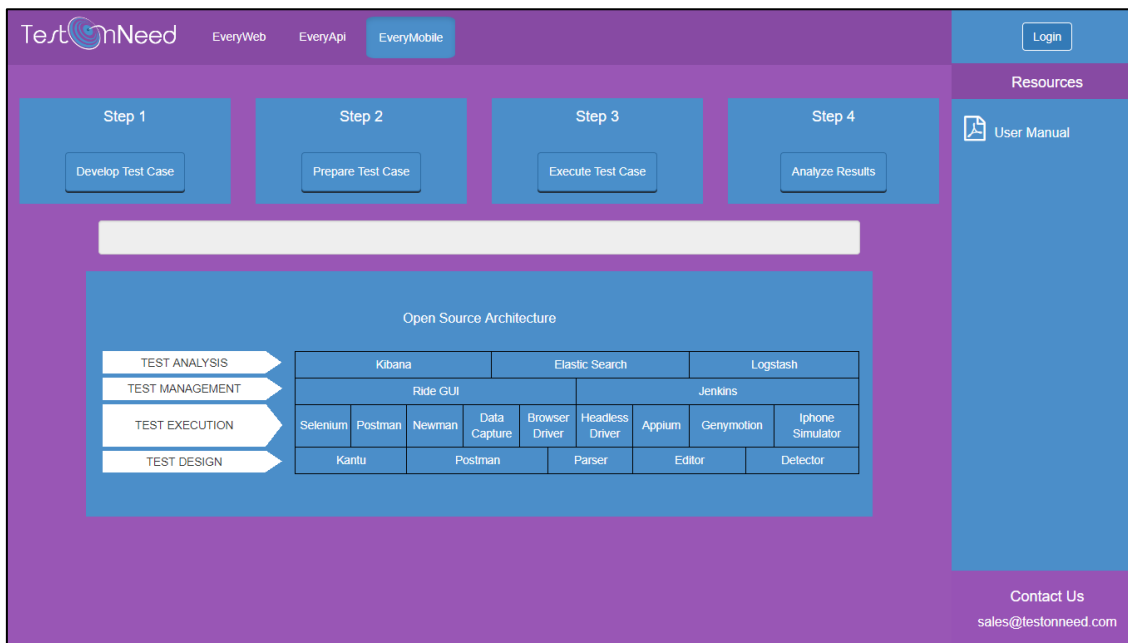 TestOnNeed EveryWeb EveryApi EveryMobile Login
Resources
User Manual
Step 1 Step 2 Step 3 Step 4
Develop Test Case Prepare Test Case Execute Test Case Analyze Results
Open Source Architecture
TEST ANALYSIS Kibana Elastic Search Logstash
TEST MANAGEMENT Ride GUI Jenkins
TEST EXECUTION Selenium Postman Newman Data Capture Browser Driver Headless Driver Appium Genymotion Iphone Simulator
TEST DESIGN Kantu Postman Parser Editor Detector
Contact Us
sales@testonneed.com